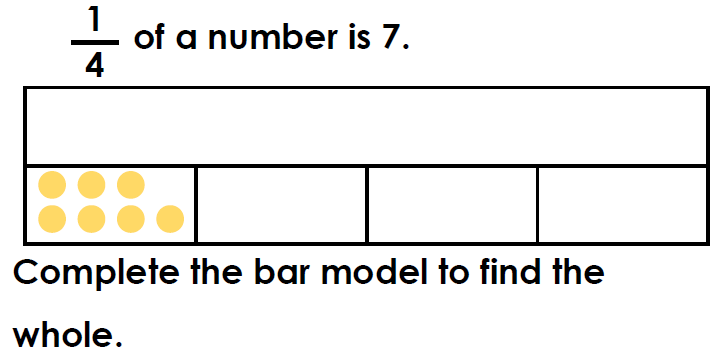 1/4 of a number is 7.
Complete the bar model to find the
whole.